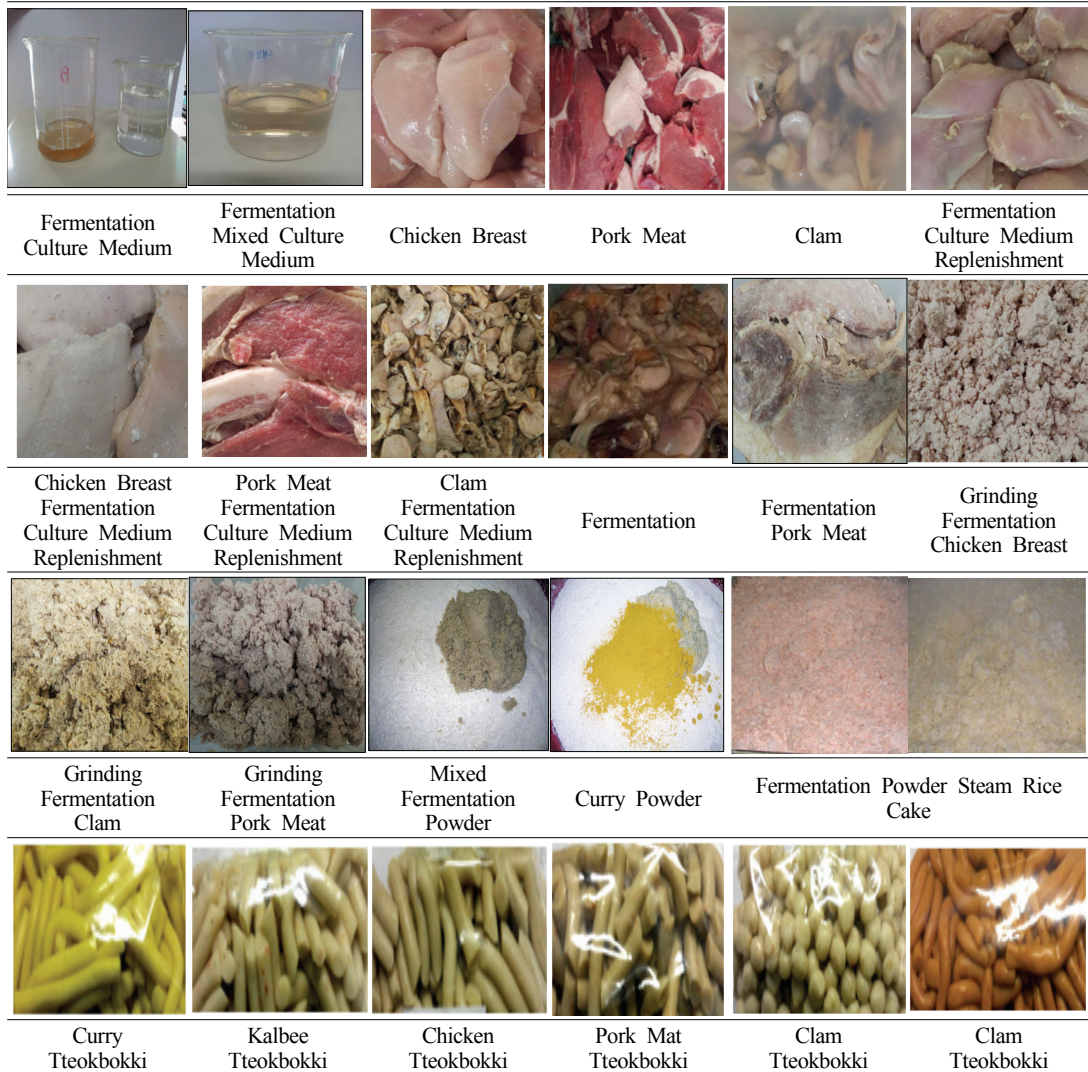 Fermentation
Culture Medium
Fermentation
Mixed Culture
Medium
Chicken Breast
Pork Meat
Clam
Fermentation
Culture Medium
Replenishment
Chicken Breast
Fermentation
Culture Medium
Replenishment
Pork Meat
Fermentation
Culture Medium
Replenishment
Clam
Fermentation
Culture Medium
Replenishment
Fermentation
Fermentation
Pork Meat
Grinding
Fermentation
Chicken Breast
Grinding
Fermentation
Clam
Grinding
Fermentation
Pork Meat
Mixed
Fermentation
Powder
Curry Powder
Fermentation Powder Steam Rice
Cake
Curry
Tteokbokki
Kalbee
Tteokbokki
Chicken
Tteokbokki
Pork Mat
Tteokbokki
Clam
Tteokbokki
Clam
Tteokbokki